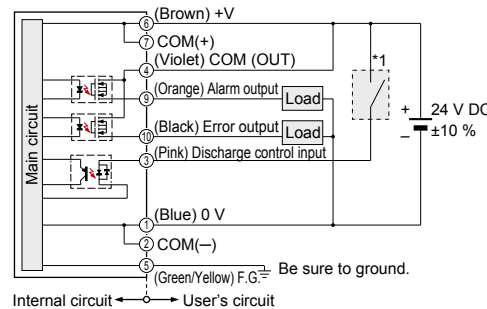 (Brown) +V
⑥
⑦ COM(+)
(Violet) COM (OUT)
④
*1
(Orange) Alarm output
⑨
Load
+
24 V DC
±10 %
–
(Black) Error output
⑩
Load
(Pink) Discharge control input
③
Main circuit
(Blue) 0 V
①
② COM(—)
⑤
(Green/Yellow) F.G.
Be sure to ground.
Internal circuit
User's circuit